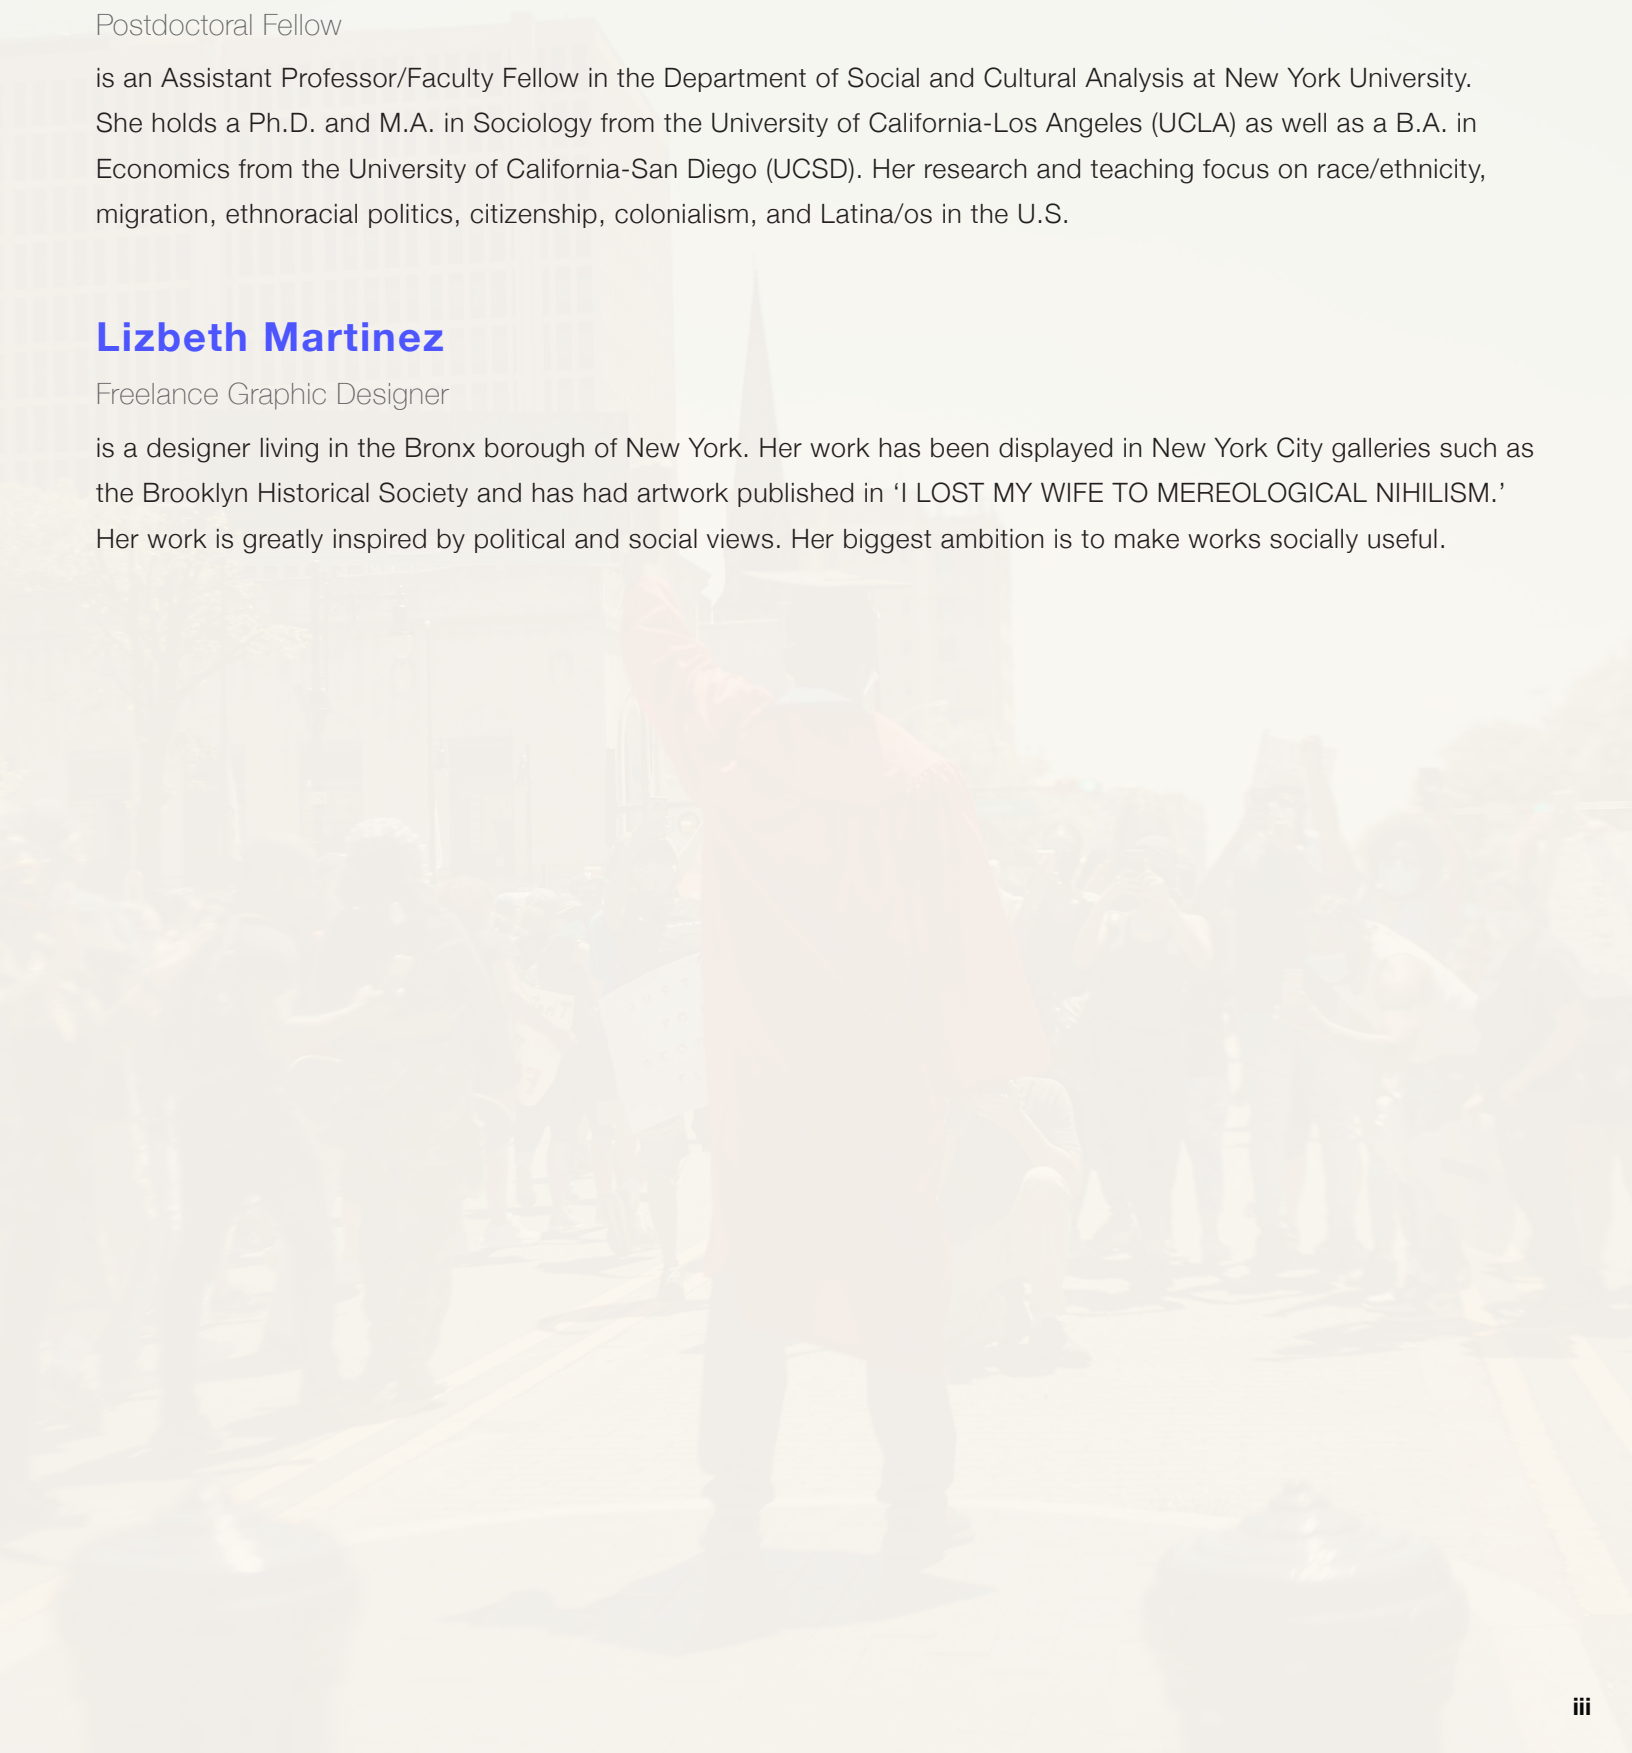 Postdoctoral Fellow
is an Assistant Professor/Faculty Fellow in the Department of Social and Cultural Analysis at New York University.
She holds a Ph.D. and M.A. in Sociology from the University of California-Los Angeles (UCLA) as well as a B.A. in
Economics from the University of California-San Diego (UCSD). Her research and teaching focus on race/ethnicity,
migration, ethnoracial politics, citizenship, colonialism, and Latina/os in the U.S.
Lizbeth Martinez
Freelance Graphic Designer
is a designer living in the Bronx borough of New York. Her work has been displayed in New York City galleries such as
the Brooklyn Historical Society and has had artwork published in ‘I LOST MY WIFE TO MEREOLOGICAL NIHILISM.’
Her work is greatly inspired by political and social views. Her biggest ambition is to make works socially useful.
iii